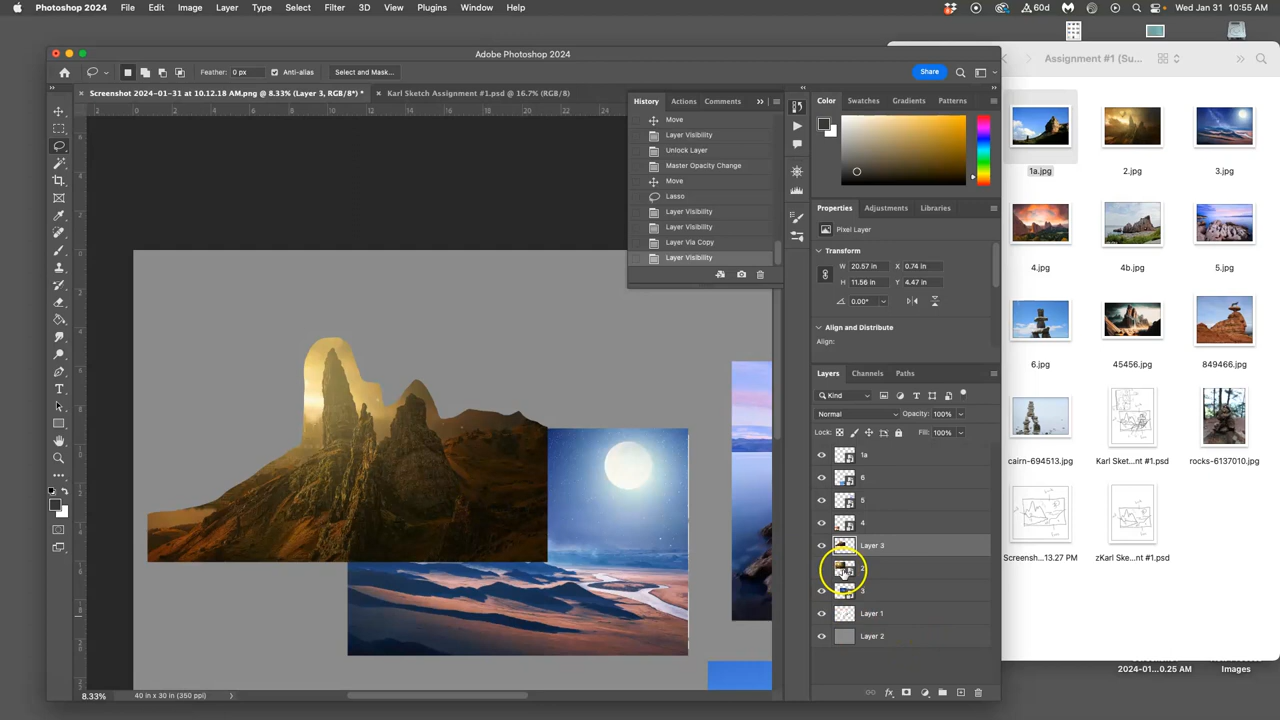 Photoshop 2024 File Edit Image Layer Type Select Filter 3D View Plugins Window Help 60d Wed Jan 31 10:55 AM
Adobe Photoshop 2024
Assignment #1 (Su...
Feather: 0 px Anti-alias Select and Mask... Share
Screenshot 2024-01-31 at 10.12.18 AM.png @ 8.33% (Layer 3, RGB/8*) * Karl Sketch Assignment #1.psd @ 16.7% (RGB/8)
History Actions Comments
Move
Layer Visibility
Unlock Layer
Master Opacity Change
Move
Lasso
Layer Visibility
Layer Visibility
Layer Via Copy
Layer Visibility
Color Swatches Gradients Patterns
Properties Adjustments Libraries
Pixel Layer
Transform
W 20.57 in X 0.74 in
H 11.56 in Y 4.47 in
0.00°
Align and Distribute
Align:
Layers Channels Paths
Kind
Normal Opacity: 100%
Lock: Fill: 100%
1a
6
5
4
Layer 3
2
3
Layer 1
Layer 2
8.33% 40 in x 30 in (350 ppi)
1a.jpg 2.jpg 3.jpg
4.jpg 4b.jpg 5.jpg
6.jpg 45456.jpg 849466.jpg
cairn-694513.jpg Karl Sket...nt #1.psd rocks-6137010.jpg
Screensh...13.27 PM zKarl Ske...nt #1.psd
Screenshot
2024-01...0.25 AM
Images